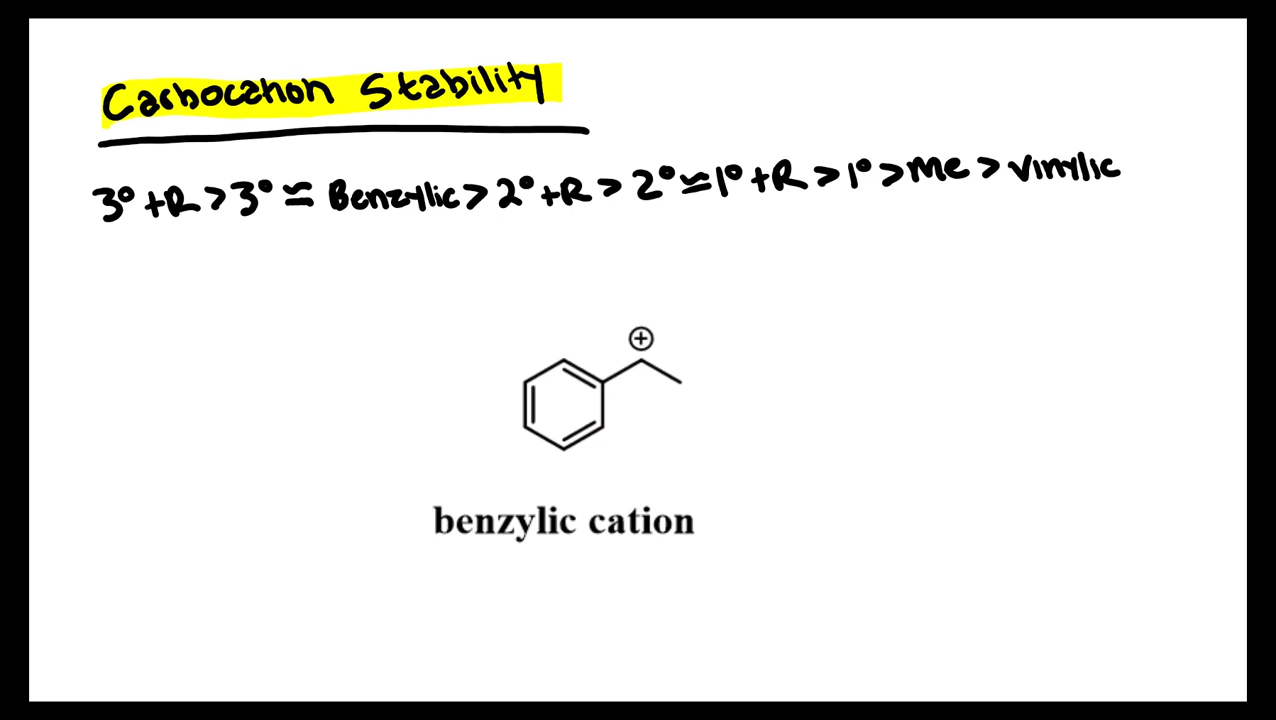 Carbocation Stability
3° +R > 3° ≃ Benzylic > 2° +R > 2° ≃ 1° +R > 1° > Me > Vinylic
⊕
benzylic cation